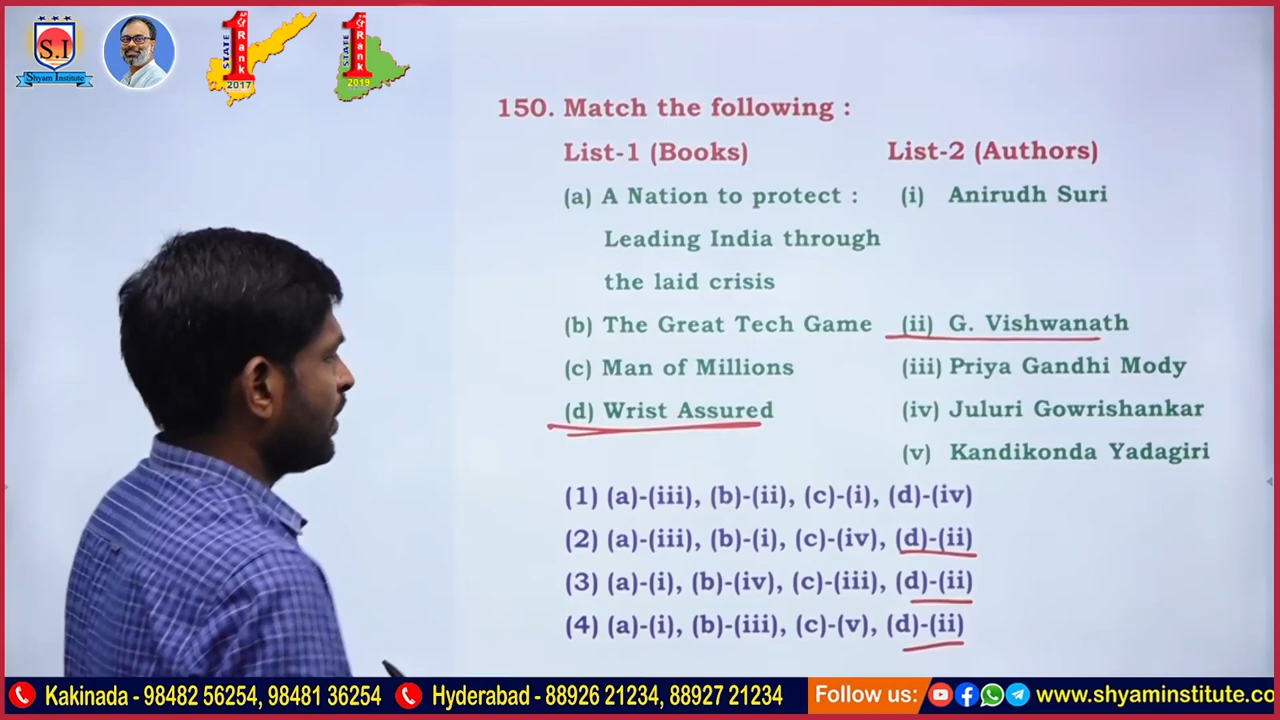 S.I
Shyam Institute
STATE
1
Rank
2017
STATE
1
Rank
2019
150. Match the following :
List-1 (Books) List-2 (Authors)
(a) A Nation to protect : (i) Anirudh Suri
Leading India through
the laid crisis
(b) The Great Tech Game (ii) G. Vishwanath
(c) Man of Millions (iii) Priya Gandhi Mody
(d) Wrist Assured (iv) Juluri Gowrishankar
(v) Kandikonda Yadagiri
(1) (a)-(iii), (b)-(ii), (c)-(i), (d)-(iv)
(2) (a)-(iii), (b)-(i), (c)-(iv), (d)-(ii)
(3) (a)-(i), (b)-(iv), (c)-(iii), (d)-(ii)
(4) (a)-(i), (b)-(iii), (c)-(v), (d)-(ii)
Kakinada - 98482 56254, 98481 36254 Hyderabad - 88926 21234, 88927 21234 Follow us: www.shyaminstitute.co